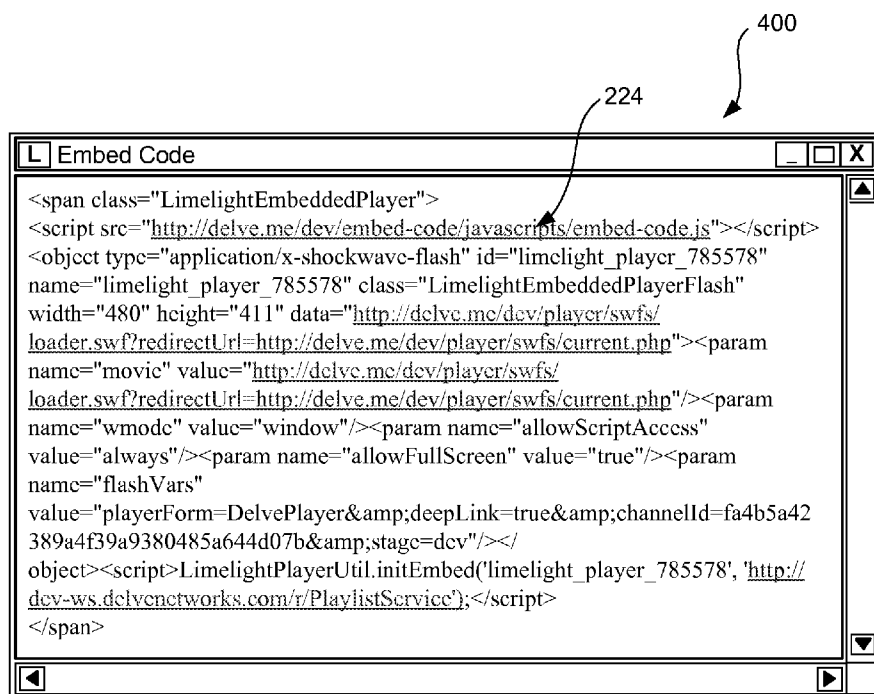 400
224
L Embed Code _ X
<span class="LimelightEmbeddedPlayer">
<script src="http://delve.me/dev/embed-code/javascripts/embed-code.js"></script>
<object type="application/x-shockwave-flash" id="limelight_player_785578"
name="limelight_player_785578" class="LimelightEmbeddedPlayerFlash"
width="480" height="411" data="http://delve.me/dev/player/swfs/
loader.swf?redirectUrl=http://delve.me/dev/player/swfs/current.php"><param
name="movie" value="http://delve.me/dev/player/swfs/
loader.swf?redirectUrl=http://delve.me/dev/player/swfs/current.php"/><param
name="wmode" value="window"/><param name="allowScriptAccess"
value="always"/><param name="allowFullScreen" value="true"/><param
name="flashVars"
value="playerForm=DelvePlayer&amp;deepLink=true&amp;channelId=fa4b5a42
389a4f39a9380485a644d07b&amp;stage=dev"/></
object><script>LimelightPlayerUtil.initEmbed('limelight_player_785578', 'http://
dev-ws.delvenetworks.com/r/PlaylistService');</script>
</span>